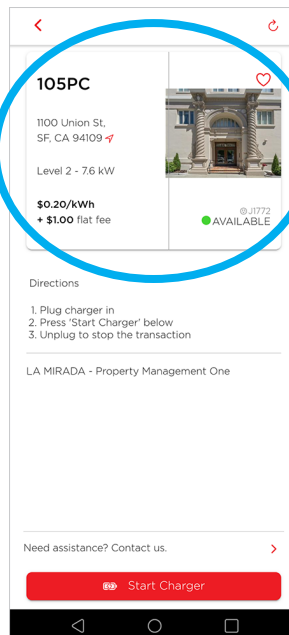 105PC
1100 Union St,
SF, CA 94109
Level 2 - 7.6 kW
$0.20/kWh
+ $1.00 flat fee
J1772
AVAILABLE
Directions
1. Plug charger in
2. Press 'Start Charger' below
3. Unplug to stop the transaction
LA MIRADA - Property Management One
Need assistance? Contact us.
Start Charger